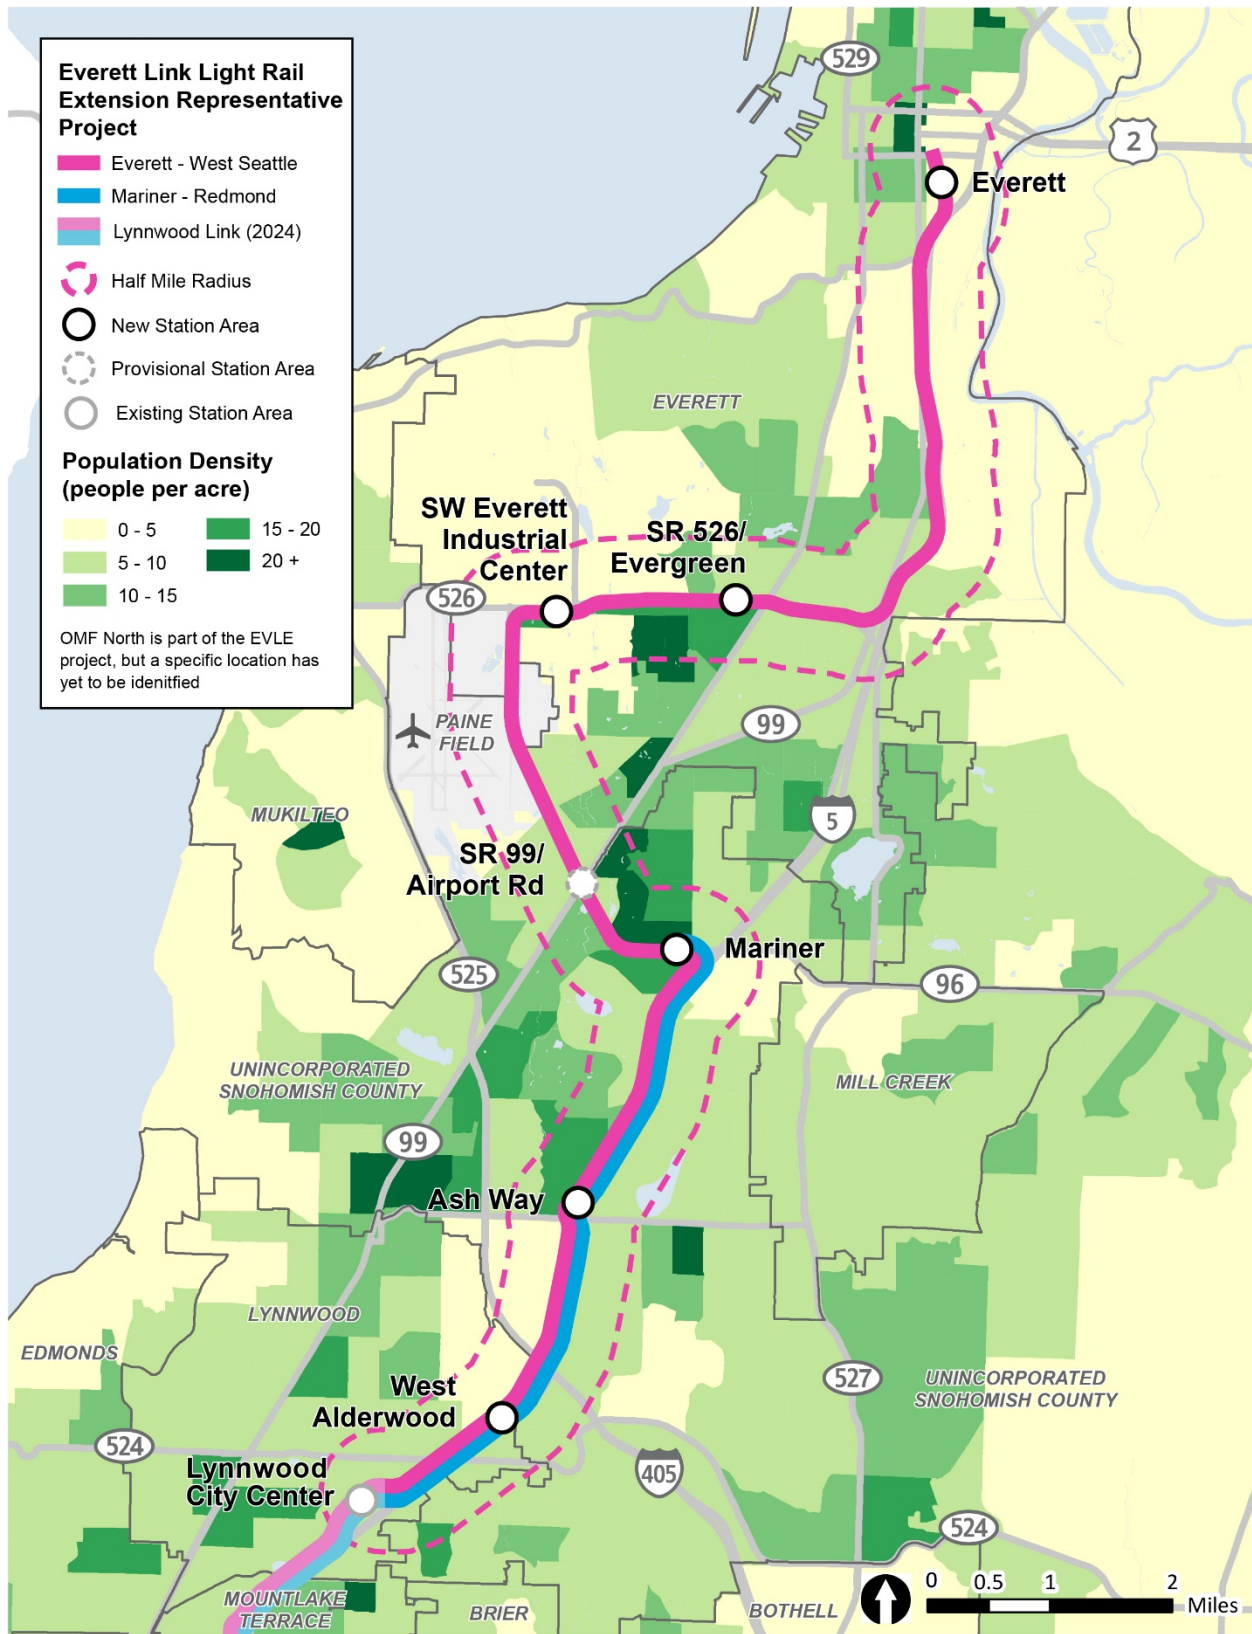 Everett Link Light Rail
Extension Representative
Project
Everett - West Seattle
Mariner - Redmond
Lynnwood Link (2024)
Half Mile Radius
New Station Area
Provisional Station Area
Existing Station Area
Population Density
(people per acre)
0 - 5
5 - 10
10 - 15
15 - 20
20 +
OMF North is part of the EVLE
project, but a specific location has
yet to be idenitfied
529
2
Everett
EVERETT
SW Everett
Industrial
Center
SR 526/
Evergreen
526
99
PAINE
FIELD
5
MUKILTEO
SR 99/
Airport Rd
Mariner
525
96
UNINCORPORATED
SNOHOMISH COUNTY
MILL CREEK
99
Ash Way
LYNNWOOD
EDMONDS
527
UNINCORPORATED
SNOHOMISH COUNTY
West
Alderwood
524
Lynnwood
City Center
405
524
MOUNTLAKE
TERRACE
BRIER
BOTHELL
0 0.5 1 2
Miles